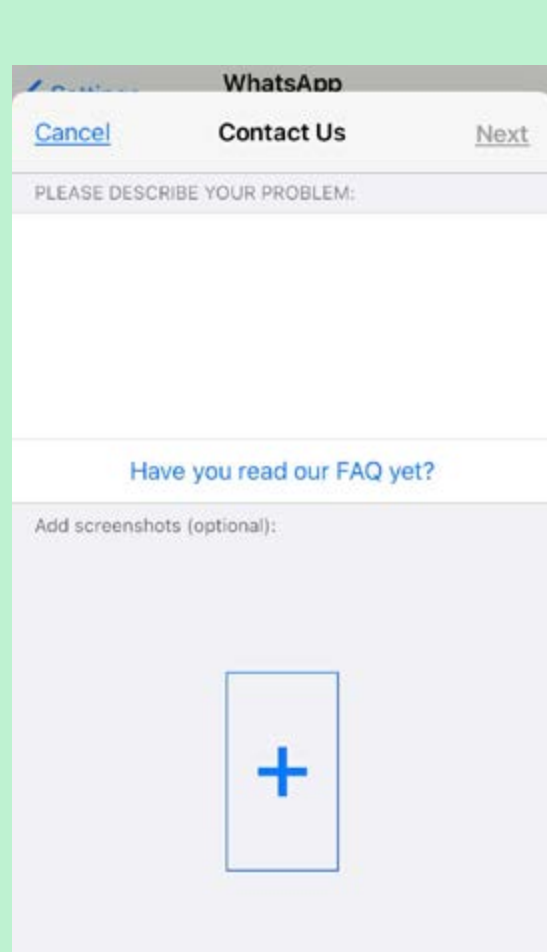 WhatsApp
Cancel Contact Us Next
PLEASE DESCRIBE YOUR PROBLEM:
Have you read our FAQ yet?
Add screenshots (optional):